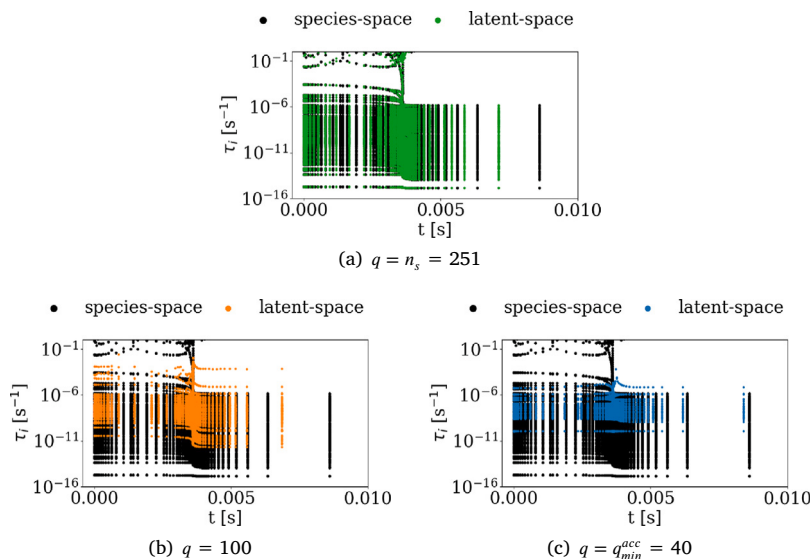 species-space latent-space
10⁻¹
10⁻⁶
10⁻¹¹
10⁻¹⁶
τᵢ [s⁻¹]
0.000 0.005 0.010
t [s]
(a) q = nₛ = 251
species-space latent-space
10⁻¹
10⁻⁶
10⁻¹¹
10⁻¹⁶
τᵢ [s⁻¹]
0.000 0.005 0.010
t [s]
(b) q = 100
species-space latent-space
10⁻¹
10⁻⁶
10⁻¹¹
10⁻¹⁶
τᵢ [s⁻¹]
0.000 0.005 0.010
t [s]
(c) q = q_{min}^{acc} = 40